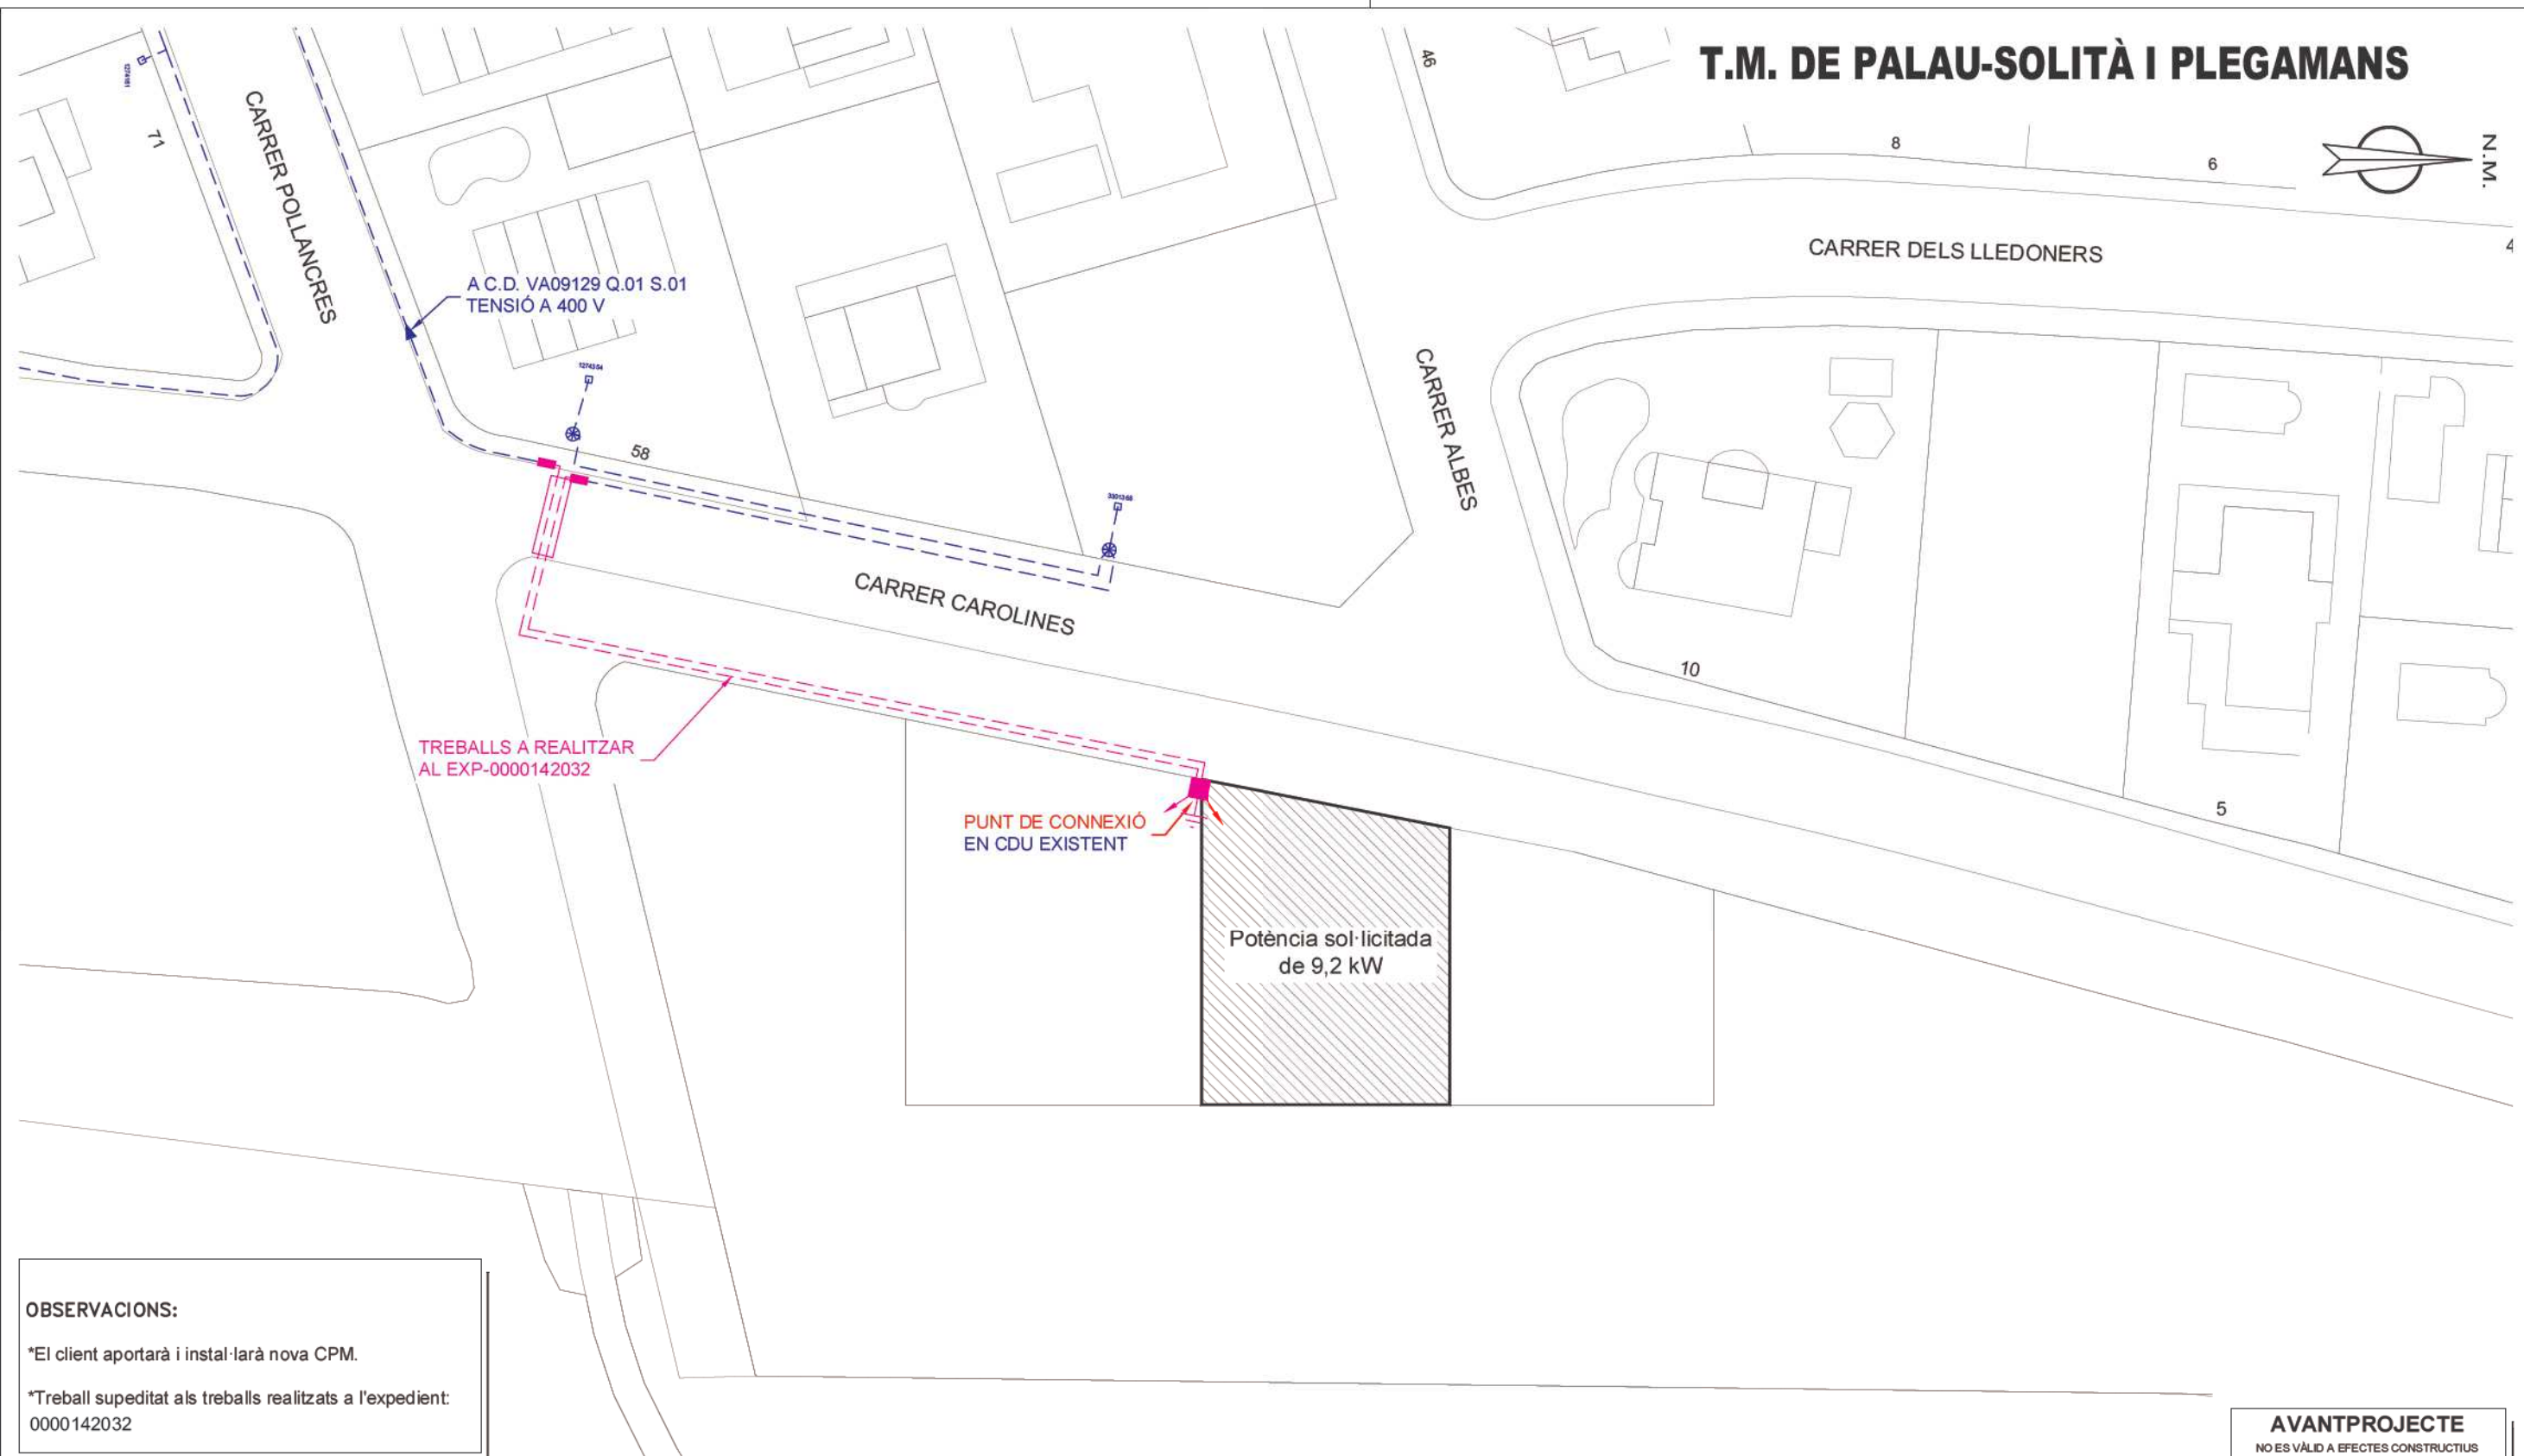 T.M. DE PALAU-SOLITÀ I PLEGAMANS
N.M.
46
8
6
4
71
CARRER POLLANCRES
CARRER DELS LLEDONERS
A C.D. VA09129 Q.01 S.01
TENSIÓ A 400 V
1274354
CARRER ALBES
58
3301368
CARRER CAROLINES
10
TREBALLS A REALITZAR
AL EXP-0000142032
5
PUNT DE CONNEXIÓ
EN CDU EXISTENT
Potència sol·licitada
de 9,2 kW
OBSERVACIONS:
*El client aportarà i instal·larà nova CPM.
*Treball supeditat als treballs realitzats a l'expedient:
0000142032
AVANTPROJECTE
NO ES VÀLID A EFECTES CONSTRUCTIUS